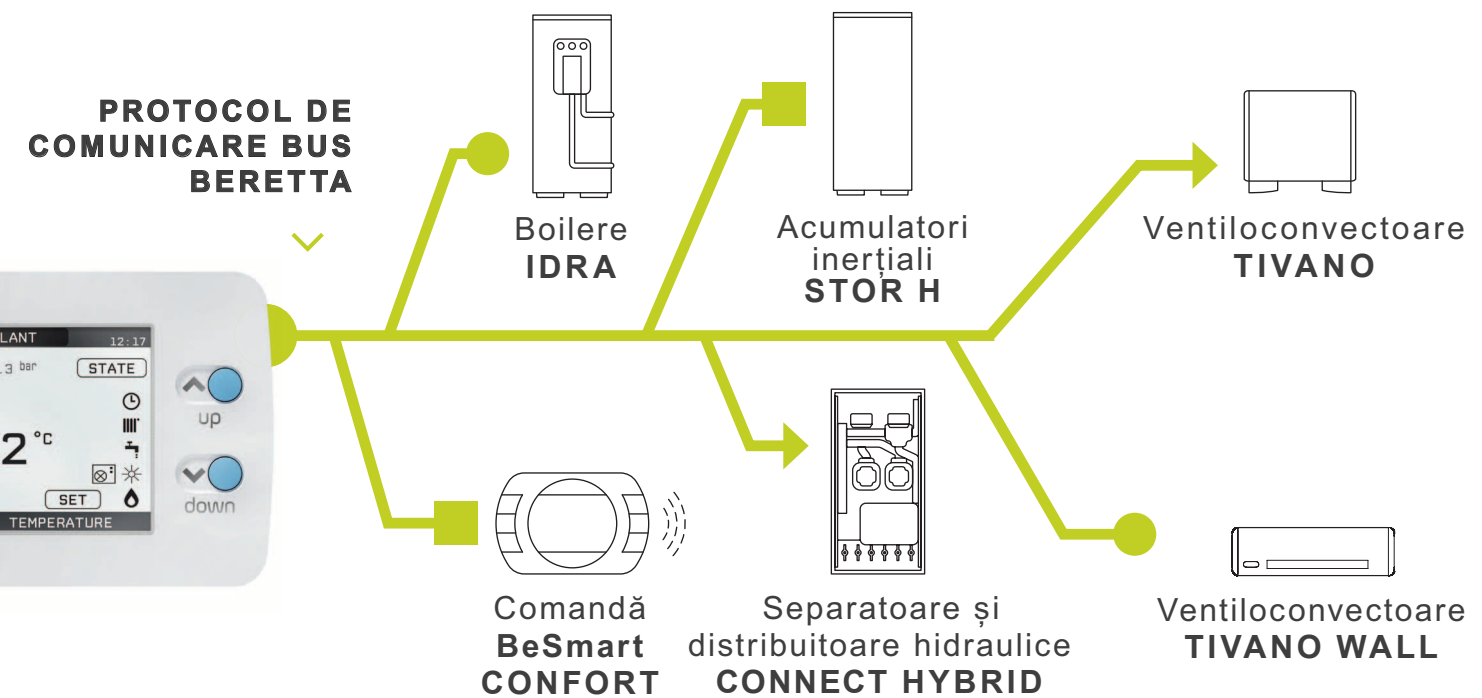 PROTOCOL DE
COMUNICARE BUS
BERETTA
Boilere
IDRA
Acumulatori
inerțiali
STOR H
Ventiloconvectoare
TIVANO
LANT 12:17
.3 bar STATE
2 °C
SET
TEMPERATURE
up
down
Comandă
BeSmart
CONFORT
Separatoare și
distribuitoare hidraulice
CONNECT HYBRID
Ventiloconvectoare
TIVANO WALL